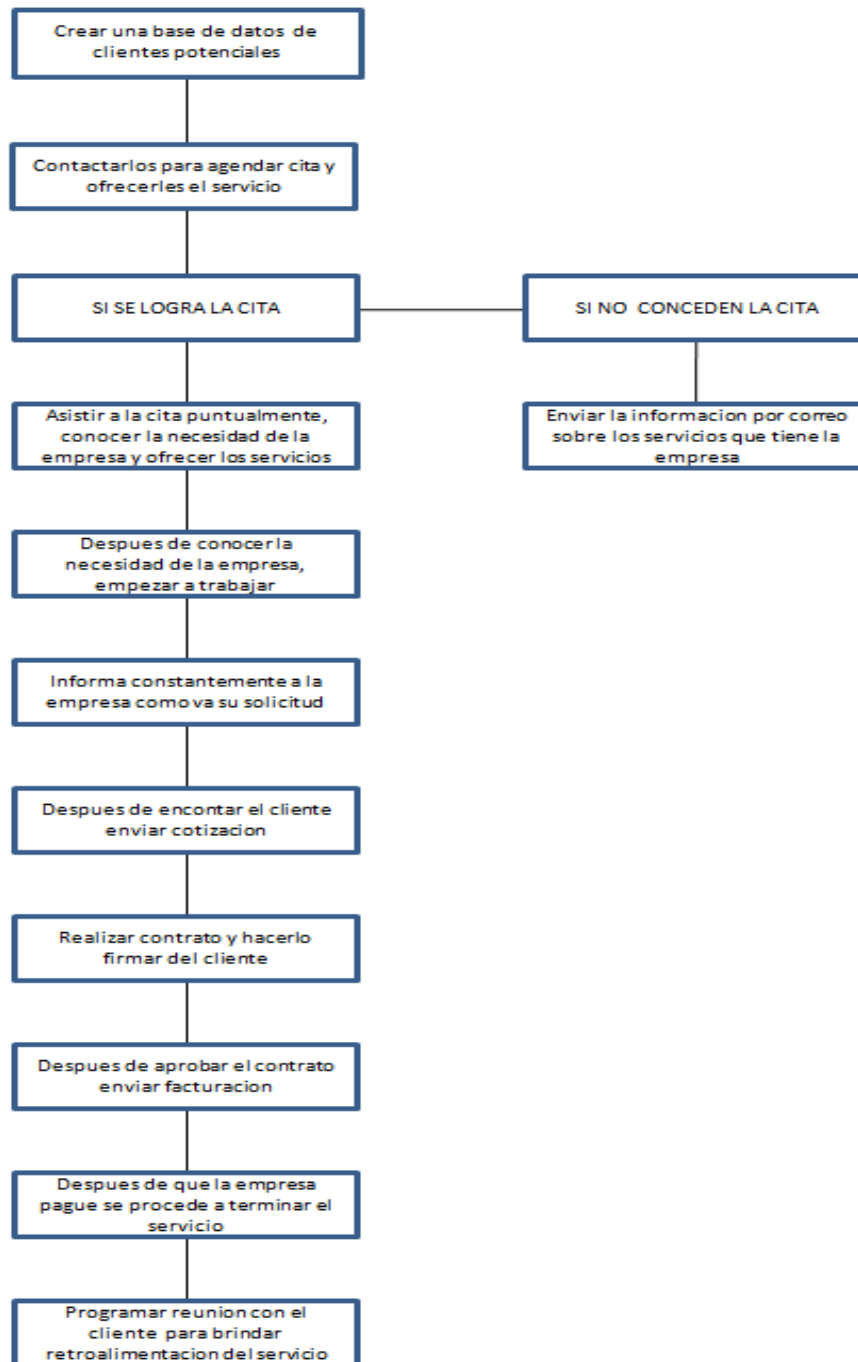 Crear una base de datos de
clientes potenciales
Contactarlos para agendar cita y
ofrecerles el servicio
SI SE LOGRA LA CITA
SI NO CONCEDEN LA CITA
Asistir a la cita puntualmente,
conocer la necesidad de la
empresa y ofrecer los servicios
Enviar la informacion por correo
sobre los servicios que tiene la
empresa
Despues de conocer la
necesidad de la empresa,
empezar a trabajar
Informa constantemente a la
empresa como va su solicitud
Despues de encontar el cliente
enviar cotizacion
Realizar contrato y hacerlo
firmar del cliente
Despues de aprobar el contrato
enviar facturacion
Despues de que la empresa
pague se procede a terminar el
servicio
Programar reunion con el
cliente para brindar
retroalimentacion del servicio